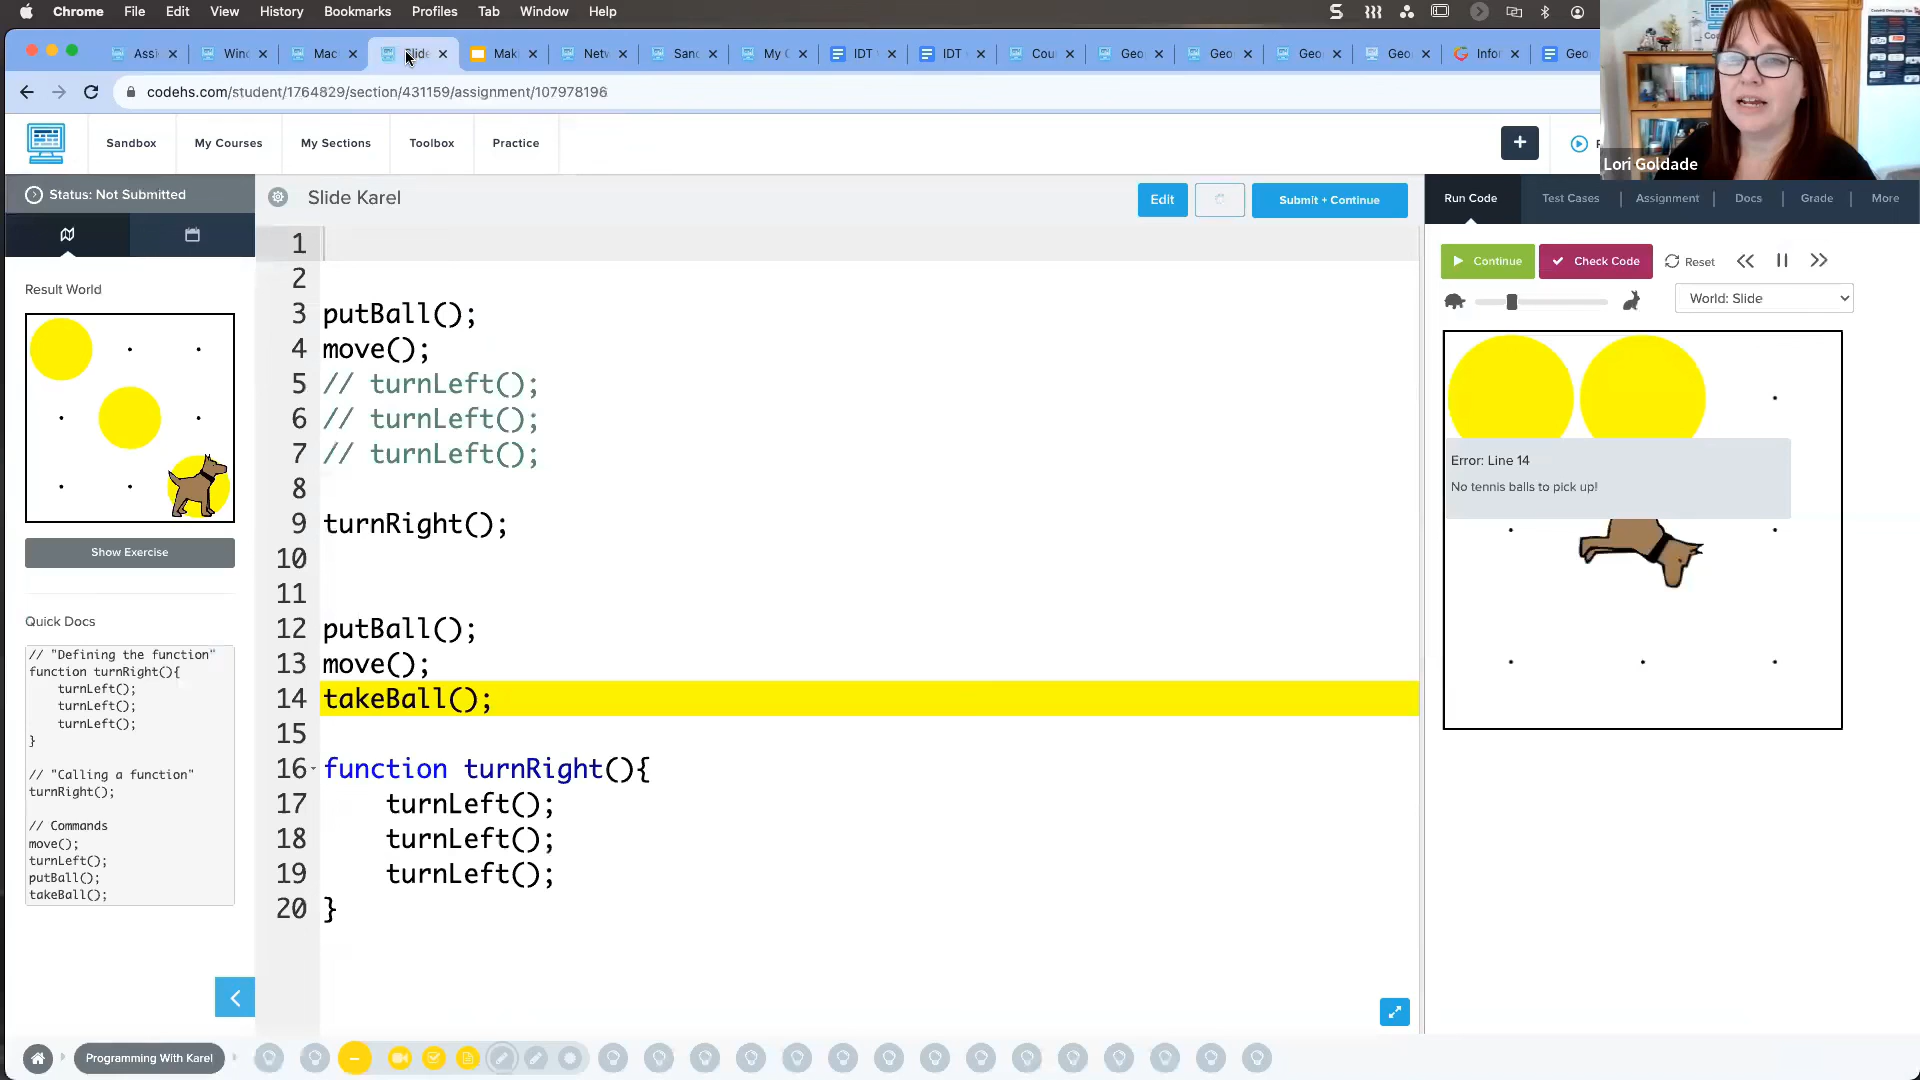 Chrome File Edit View History Bookmarks Profiles Tab Window Help
Assi Wind Mac Slide Mak Netw Sand My C IDT IDT Cou Geo Geo Geo Geo Infor Geo
codehs.com/student/1764829/section/431159/assignment/107978196
Lori Goldade
Sandbox My Courses My Sections Toolbox Practice
+
Status: Not Submitted
Slide Karel
Edit
Submit + Continue
Run Code Test Cases Assignment Docs Grade More
Continue Check Code Reset
World: Slide
Result World
Show Exercise
Quick Docs
// "Defining the function"
function turnRight(){
turnLeft();
turnLeft();
turnLeft();
}
// "Calling a function"
turnRight();
// Commands
move();
turnLeft();
putBall();
takeBall();
1
2
3 putBall();
4 move();
5 // turnLeft();
6 // turnLeft();
7 // turnLeft();
8
9 turnRight();
10
11
12 putBall();
13 move();
14 takeBall();
15
16 function turnRight(){
17 turnLeft();
18 turnLeft();
19 turnLeft();
20 }
Error: Line 14
No tennis balls to pick up!
Programming With Karel